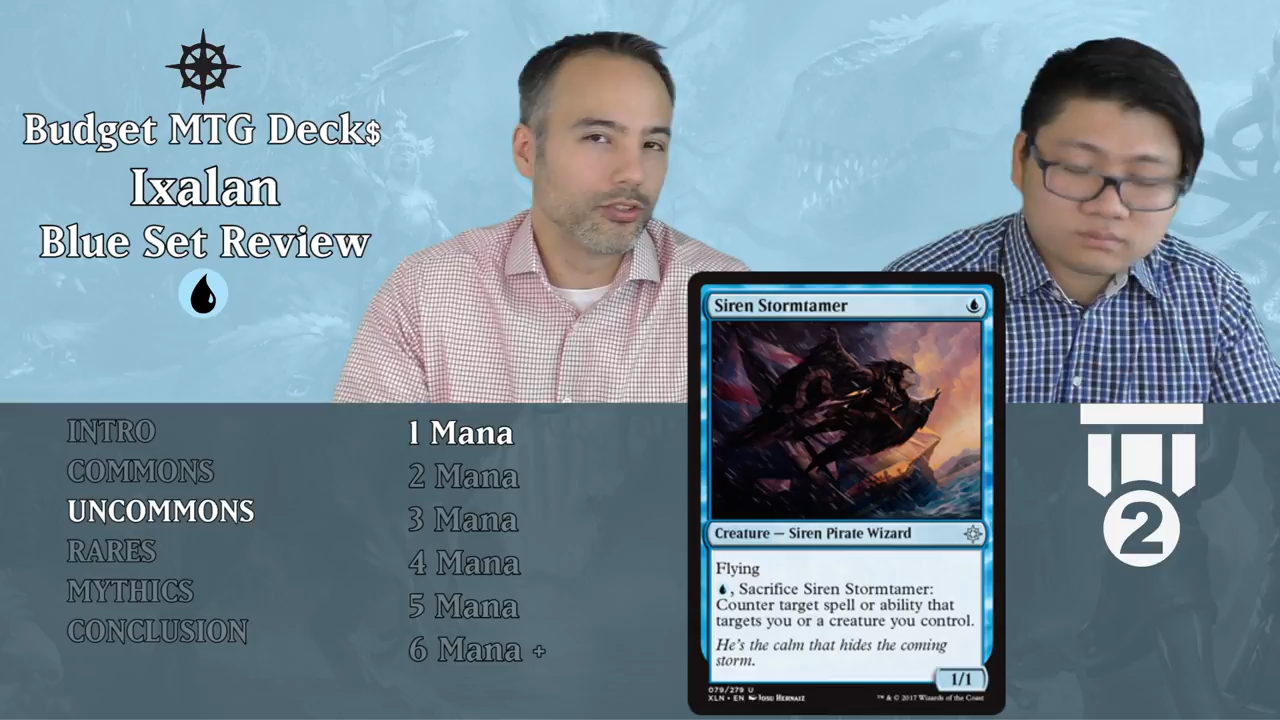 Budget MTG Deck$
Ixalan
Blue Set Review
INTRO
COMMONS
UNCOMMONS
RARES
MYTHICS
CONCLUSION
1 Mana
2 Mana
3 Mana
4 Mana
5 Mana
6 Mana +
Siren Stormtamer
Creature — Siren Pirate Wizard
Flying
, Sacrifice Siren Stormtamer:
Counter target spell or ability that
targets you or a creature you control.
He's the calm that hides the coming
storm.
1/1
079/279 U
XLN • EN Josu Hernaiz
™ & © 2017 Wizards of the Coast
2